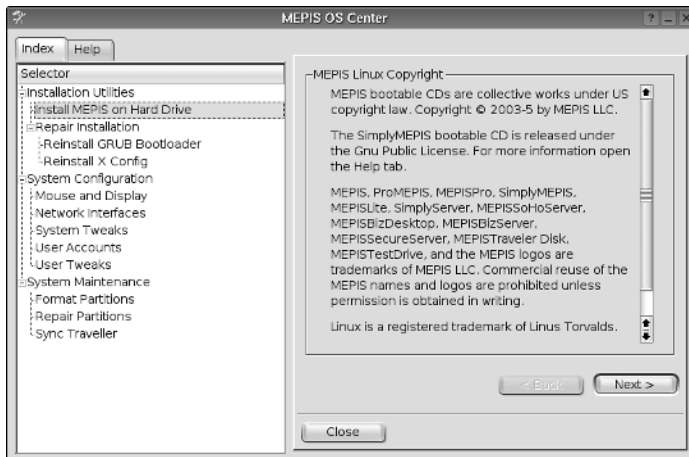 MEPIS OS Center
Index
Help
Selector
Installation Utilities
Install MEPIS on Hard Drive
Repair Installation
Reinstall GRUB Bootloader
Reinstall X Config
System Configuration
Mouse and Display
Network Interfaces
System Tweaks
User Accounts
User Tweaks
System Maintenance
Format Partitions
Repair Partitions
Sync Traveller
MEPIS Linux Copyright
MEPIS bootable CDs are collective works under US
copyright law. Copyright © 2003-5 by MEPIS LLC.
The SimplyMEPIS bootable CD is released under
the Gnu Public License. For more information open
the Help tab.
MEPIS, ProMEPIS, MEPISPro, SimplyMEPIS,
MEPISLite, SimplyServer, MEPISSoHoServer,
MEPISBizDesktop, MEPISBizServer,
MEPISSecureServer, MEPISTraveler Disk,
MEPISTestDrive, and the MEPIS logos are
trademarks of MEPIS LLC. Commercial reuse of the
MEPIS names and logos are prohibited unless
permission is obtained in writing.
Linux is a registered trademark of Linus Torvalds.
< Back
Next >
Close